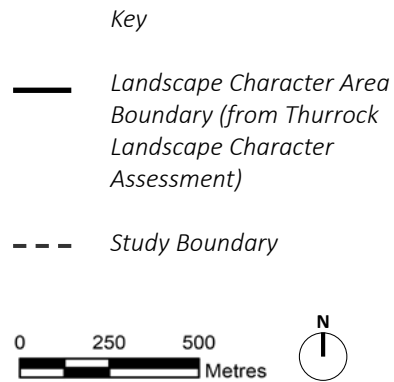 Key
Landscape Character Area
Boundary (from Thurrock
Landscape Character
Assessment)
Study Boundary
N
0 250 500
Metres